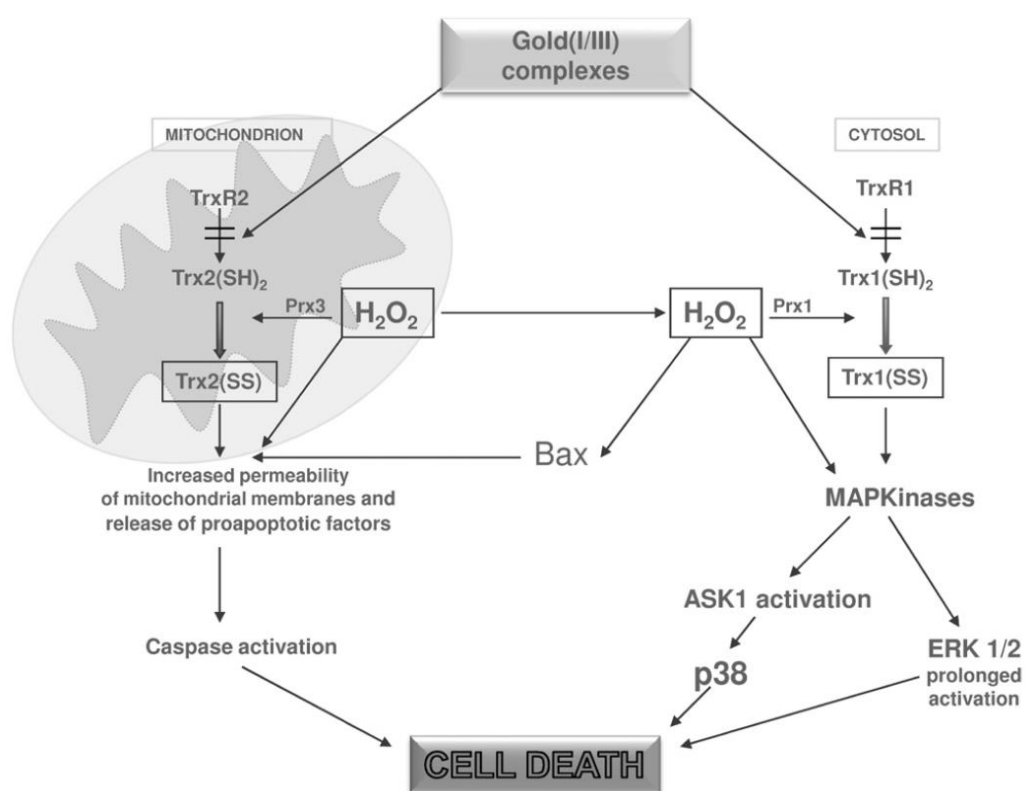 Gold(I/III)
complexes
MITOCHONDRION
CYTOSOL
TrxR2
TrxR1
Trx2(SH)₂
Trx1(SH)₂
Prx3
H₂O₂
H₂O₂
Prx1
Trx2(SS)
Trx1(SS)
Bax
Increased permeability
of mitochondrial membranes and
release of proapoptotic factors
MAPKinases
ASK1 activation
Caspase activation
ERK 1/2
prolonged
activation
p38
CELL DEATH